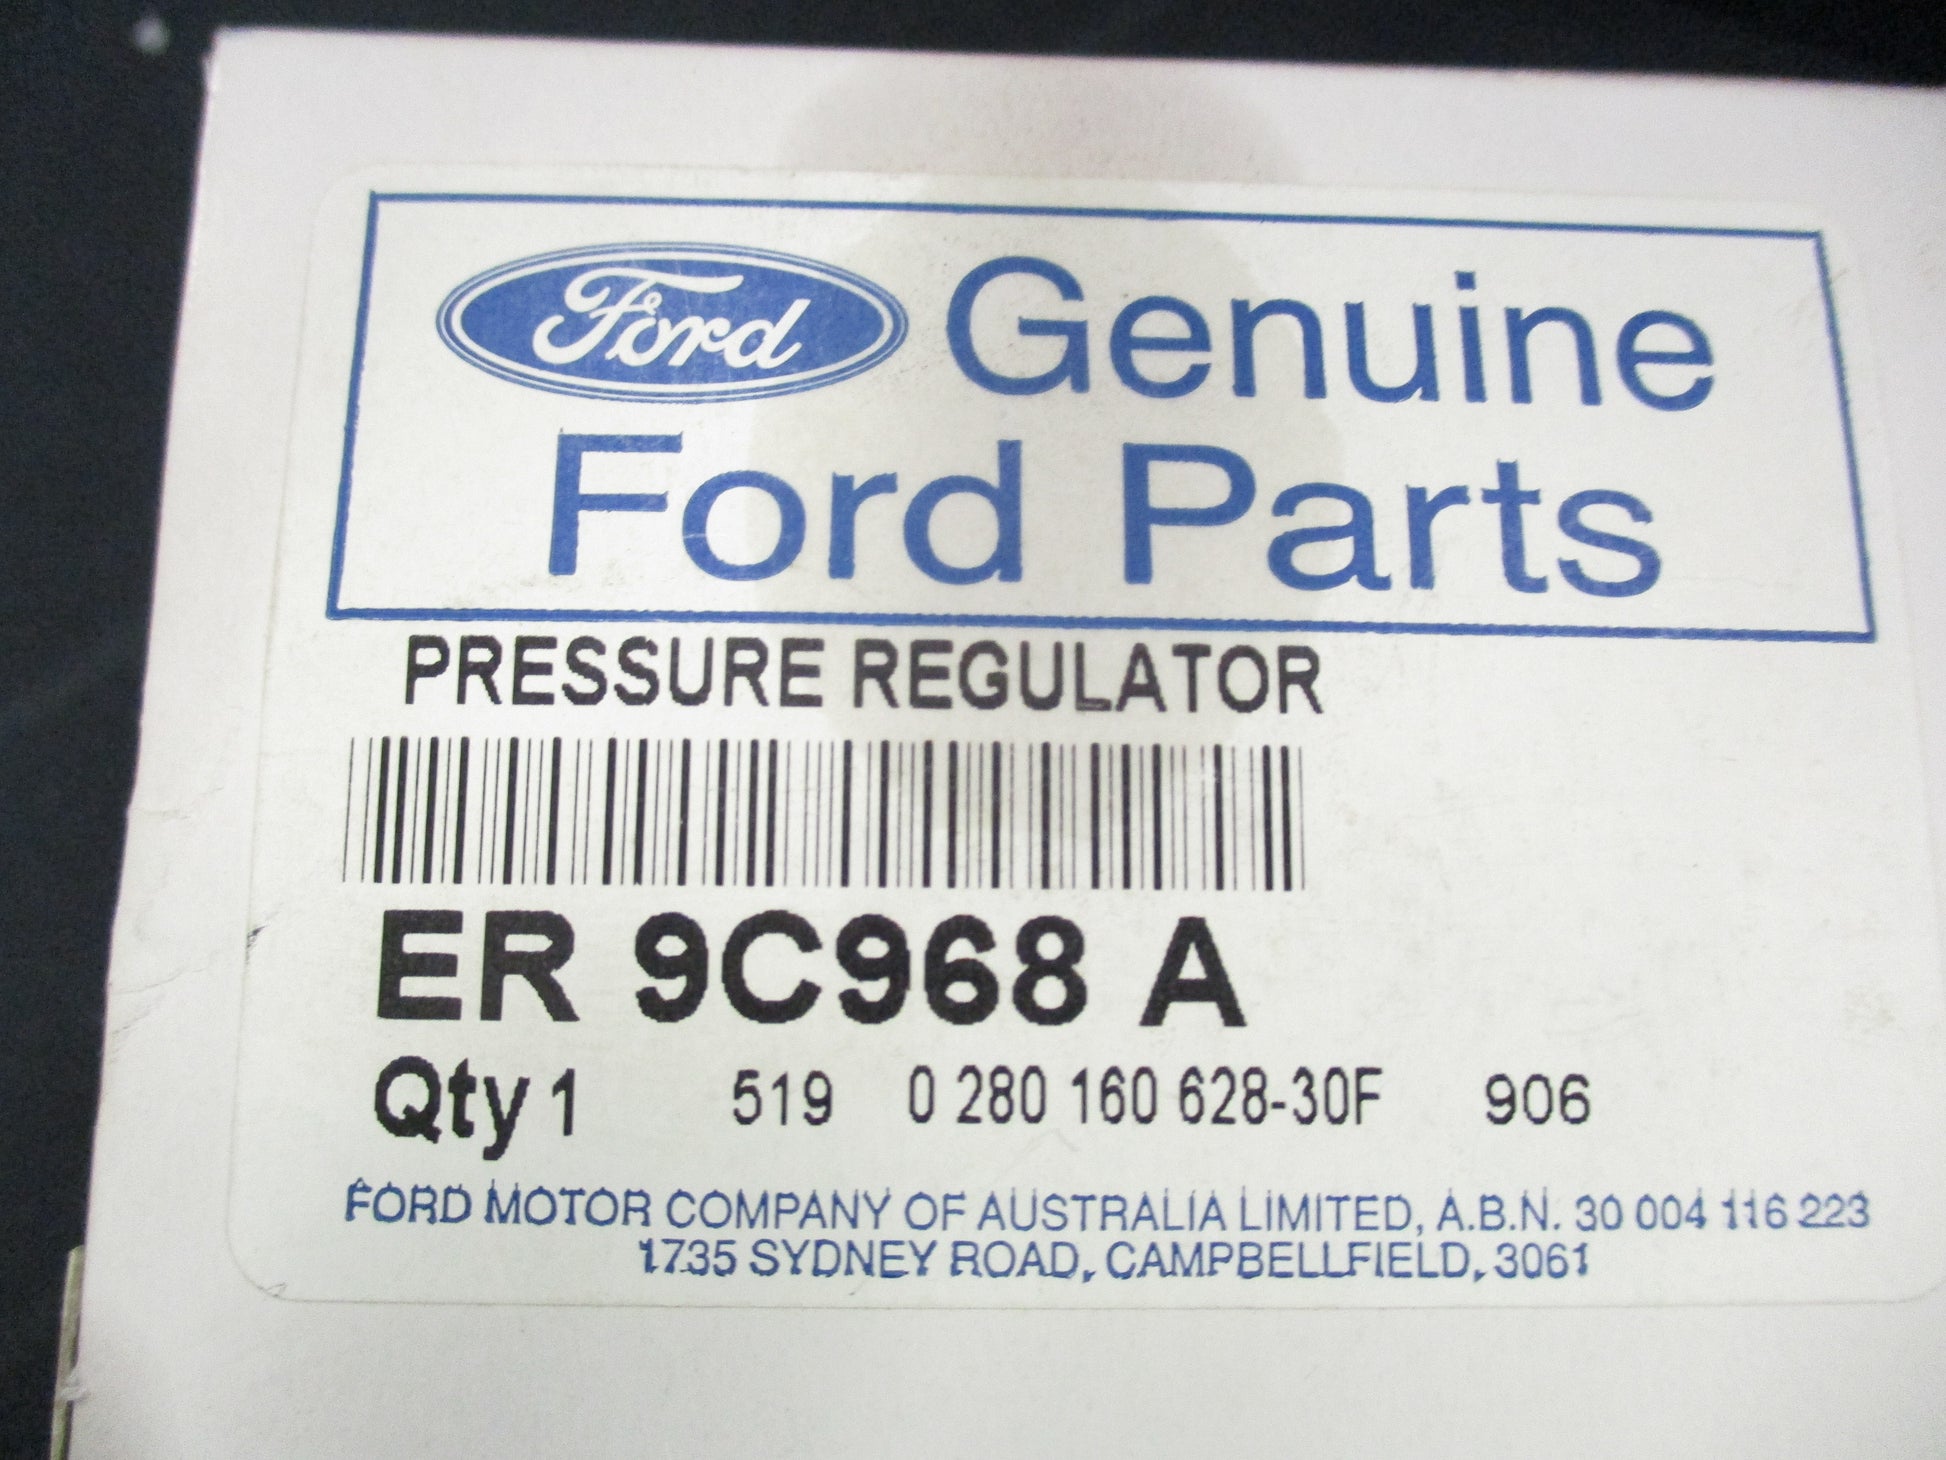 Ford Genuine
Ford Parts
PRESSURE REGULATOR
ER 9C968 A
Qty 1 519 0 280 160 628-30F 906
FORD MOTOR COMPANY OF AUSTRALIA LIMITED, A.B.N. 30 004 116 223
1735 SYDNEY ROAD, CAMPBELLFIELD, 3061